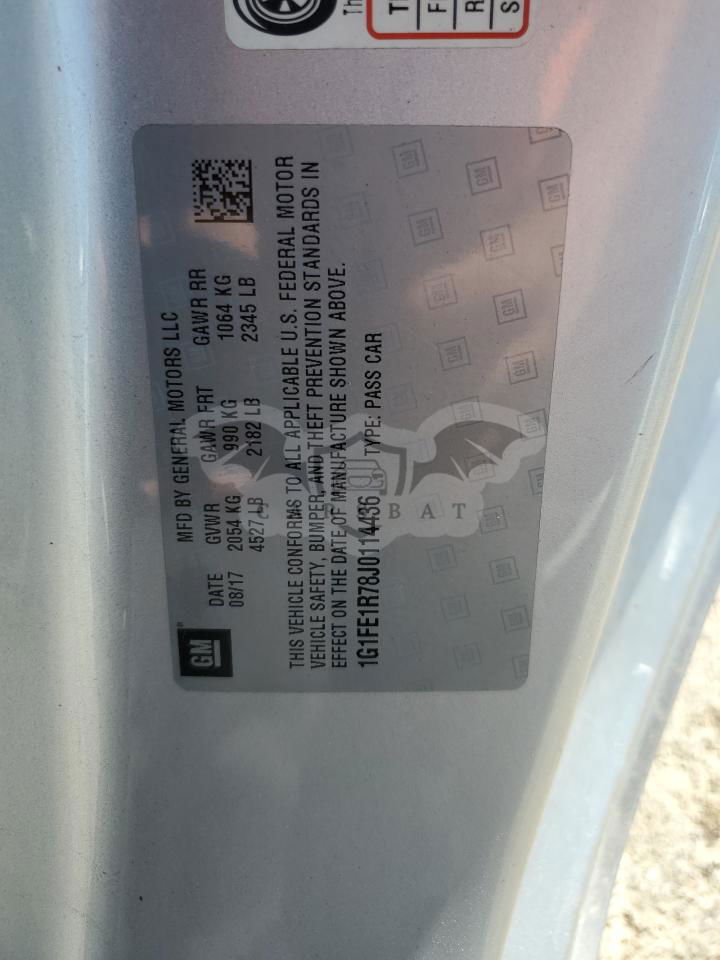 MFD BY GENERAL MOTORS LLC
DATE GVWR GAWR FRT GAWR RR
08/17 2054 KG 990 KG 1064 KG
4527 LB 2182 LB 2345 LB
THIS VEHICLE CONFORMS TO ALL APPLICABLE U.S. FEDERAL MOTOR
VEHICLE SAFETY, BUMPER, AND THEFT PREVENTION STANDARDS IN
EFFECT ON THE DATE OF MANUFACTURE SHOWN ABOVE.
1G1FE1R78J0114436 TYPE: PASS CAR
GM